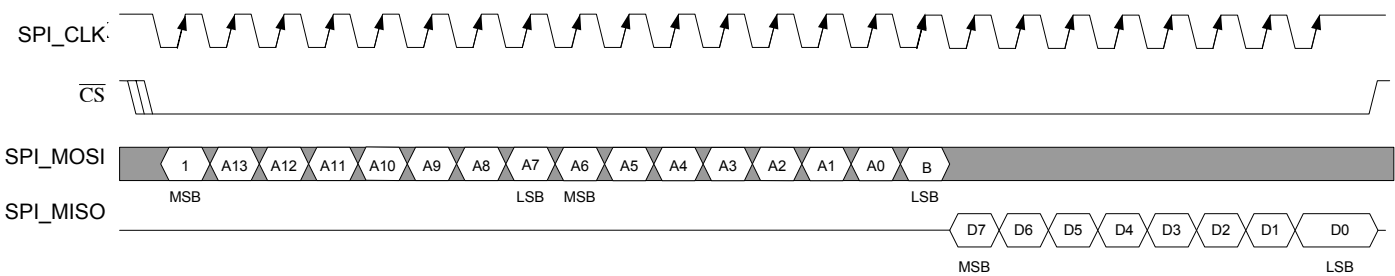 SPI_CLK
CS
SPI_MOSI
1 A13 A12 A11 A10 A9 A8 A7 A6 A5 A4 A3 A2 A1 A0 B
MSB LSB MSB LSB
SPI_MISO
D7 D6 D5 D4 D3 D2 D1 D0
MSB LSB